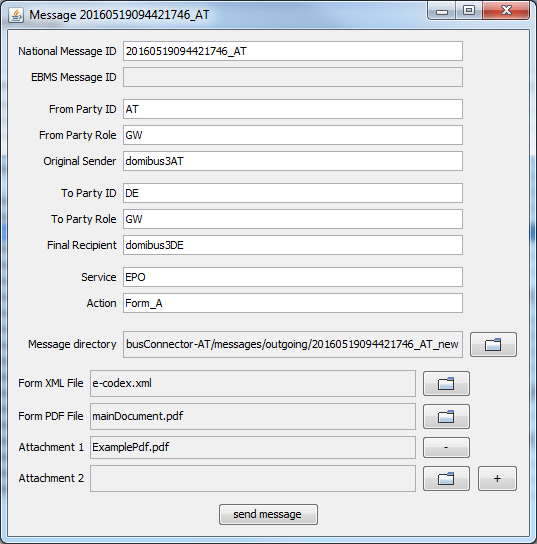 Message 20160519094421746_AT
National Message ID 20160519094421746_AT
EBMS Message ID
From Party ID AT
From Party Role GW
Original Sender domibus3AT
To Party ID DE
To Party Role GW
Final Recipient domibus3DE
Service EPO
Action Form_A
Message directory busConnector-AT/messages/outgoing/20160519094421746_AT_new
Form XML File e-codex.xml
Form PDF File mainDocument.pdf
Attachment 1 ExamplePdf.pdf -
Attachment 2 +
send message